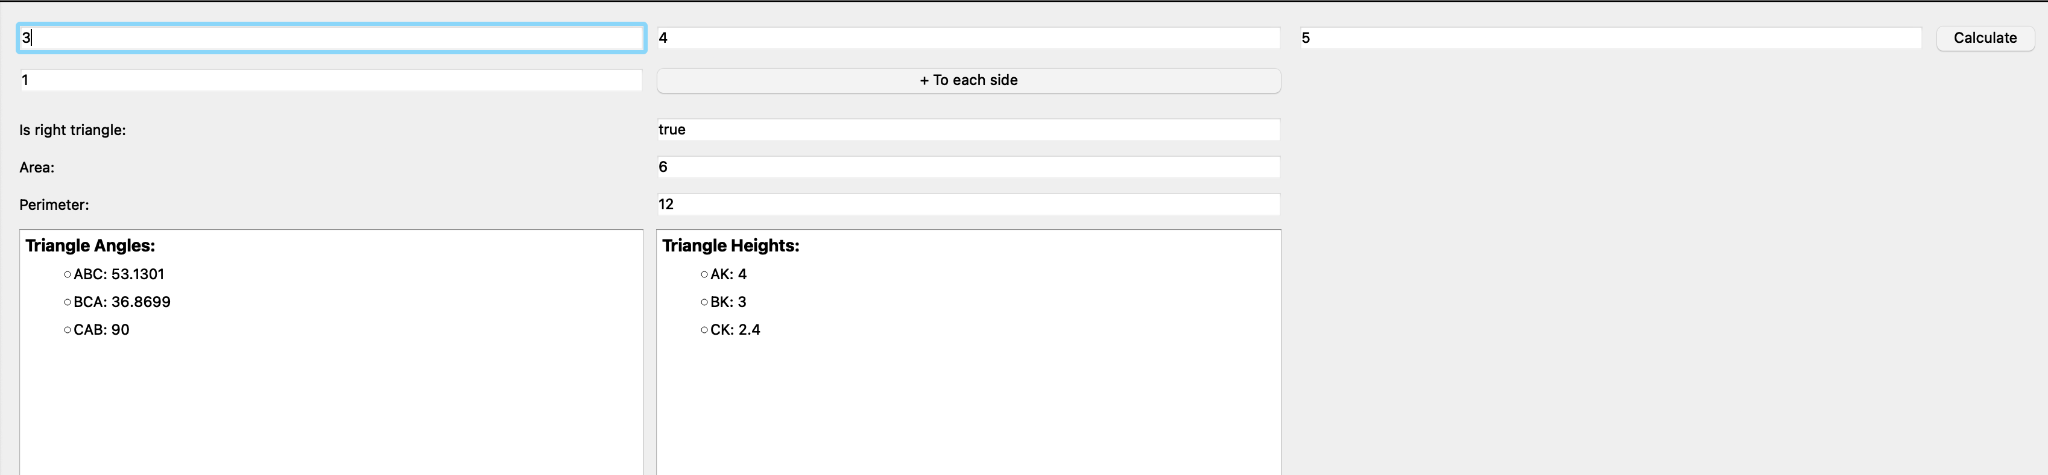 3 4 5 Calculate
1 + To each side
Is right triangle: true
Area: 6
Perimeter: 12
Triangle Angles:
ABC: 53.1301
BCA: 36.8699
CAB: 90
Triangle Heights:
AK: 4
BK: 3
CK: 2.4